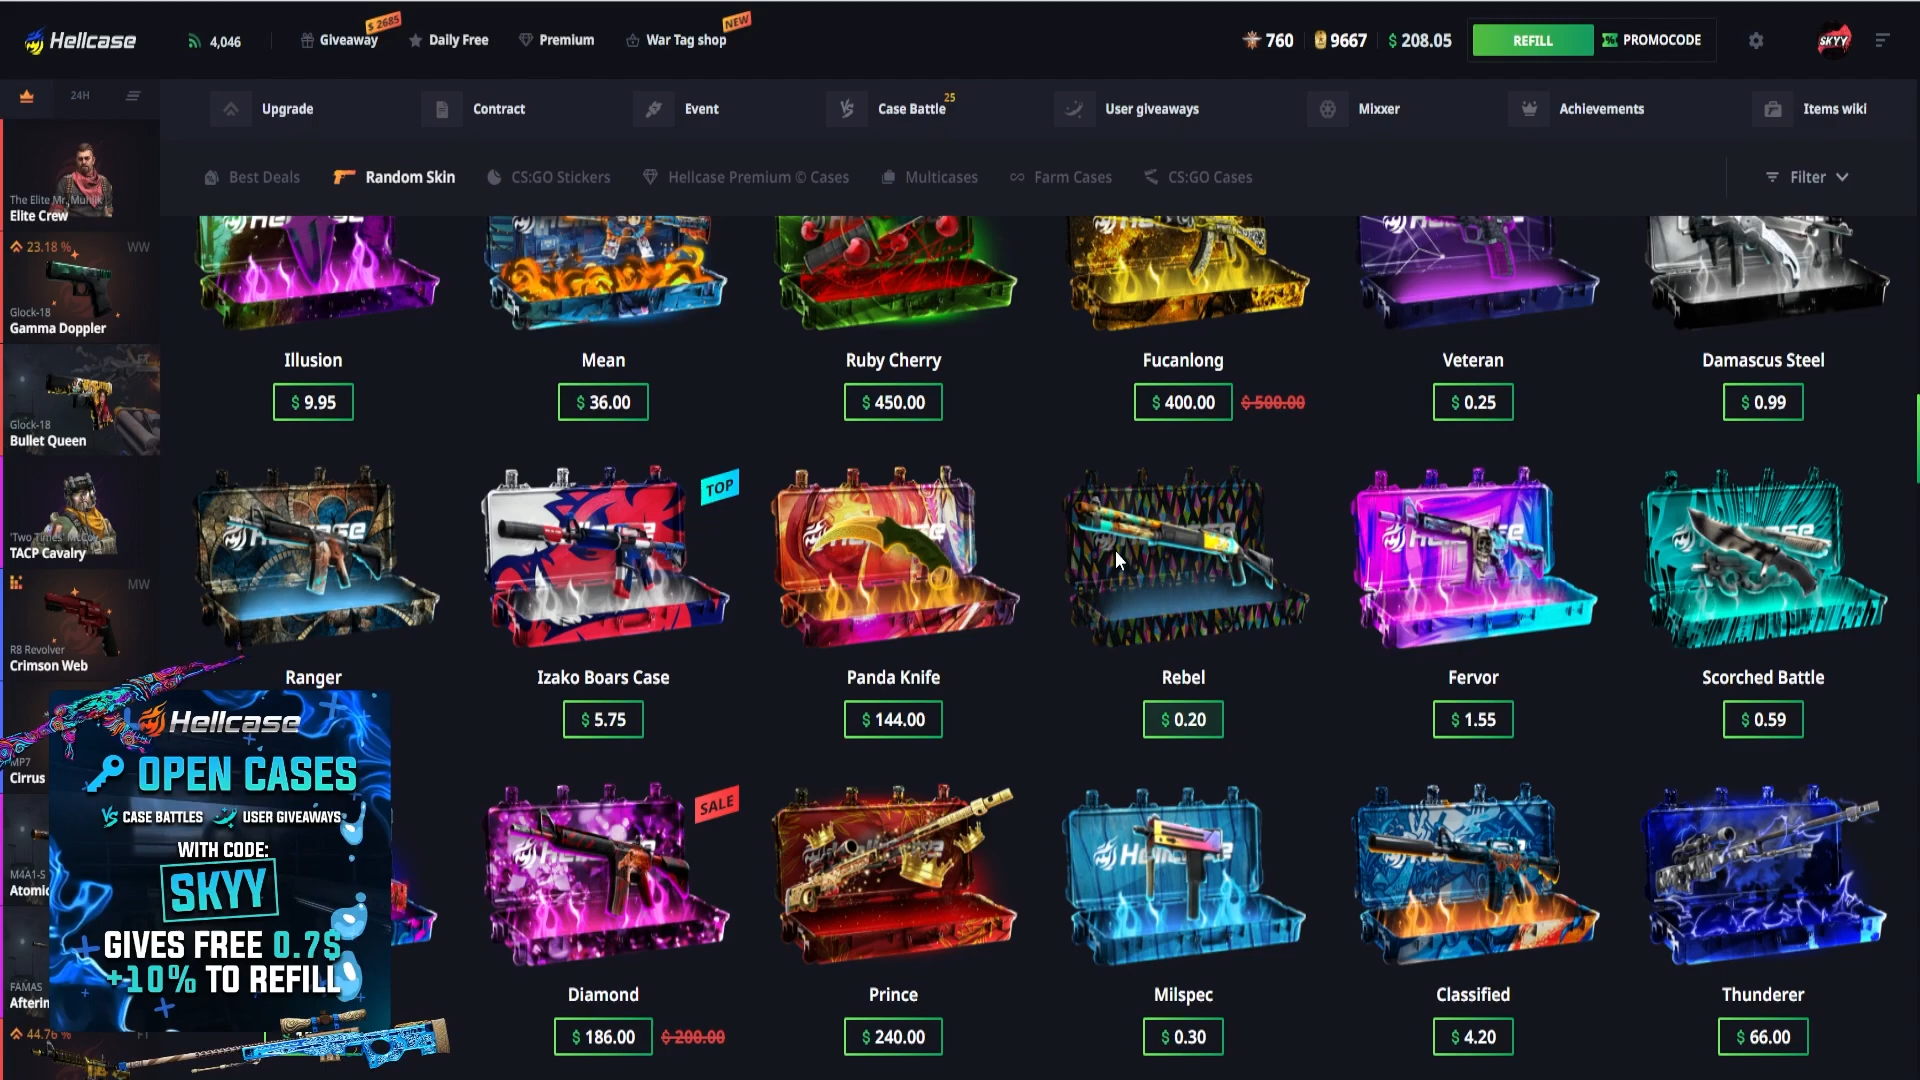 Hellcase
4,046
Giveaway
$ 2685
Daily Free
Premium
War Tag shop
NEW
760
9667
$ 208.05
REFILL
PROMOCODE
SKYY
24H
Upgrade
Contract
Event
Case Battle
25
User giveaways
Mixxer
Achievements
Items wiki
Best Deals
Random Skin
CS:GO Stickers
Hellcase Premium © Cases
Multicases
Farm Cases
CS:GO Cases
Filter
The Elite Mr. Muhlik
Elite Crew
23.18 %
WW
Glock-18
Gamma Doppler
FT
Glock-18
Bullet Queen
'Two Times' McCoy
TACP Cavalry
MW
R8 Revolver
Crimson Web
MP7
Cirrus
M4A1-S
Atomic
FAMAS
Afterim
44.76 %
FT
Illusion
$ 9.95
Mean
$ 36.00
Ruby Cherry
$ 450.00
Fucanlong
$ 400.00
$ 500.00
Veteran
$ 0.25
Damascus Steel
$ 0.99
TOP
Ranger
Izako Boars Case
$ 5.75
Panda Knife
$ 144.00
Rebel
$ 0.20
Fervor
$ 1.55
Scorched Battle
$ 0.59
SALE
Diamond
$ 186.00
$ 200.00
Prince
$ 240.00
Milspec
$ 0.30
Classified
$ 4.20
Thunderer
$ 66.00
Hellcase
OPEN CASES
VS CASE BATTLES USER GIVEAWAYS
WITH CODE:
SKYY
GIVES FREE 0.7$
+10% TO REFILL